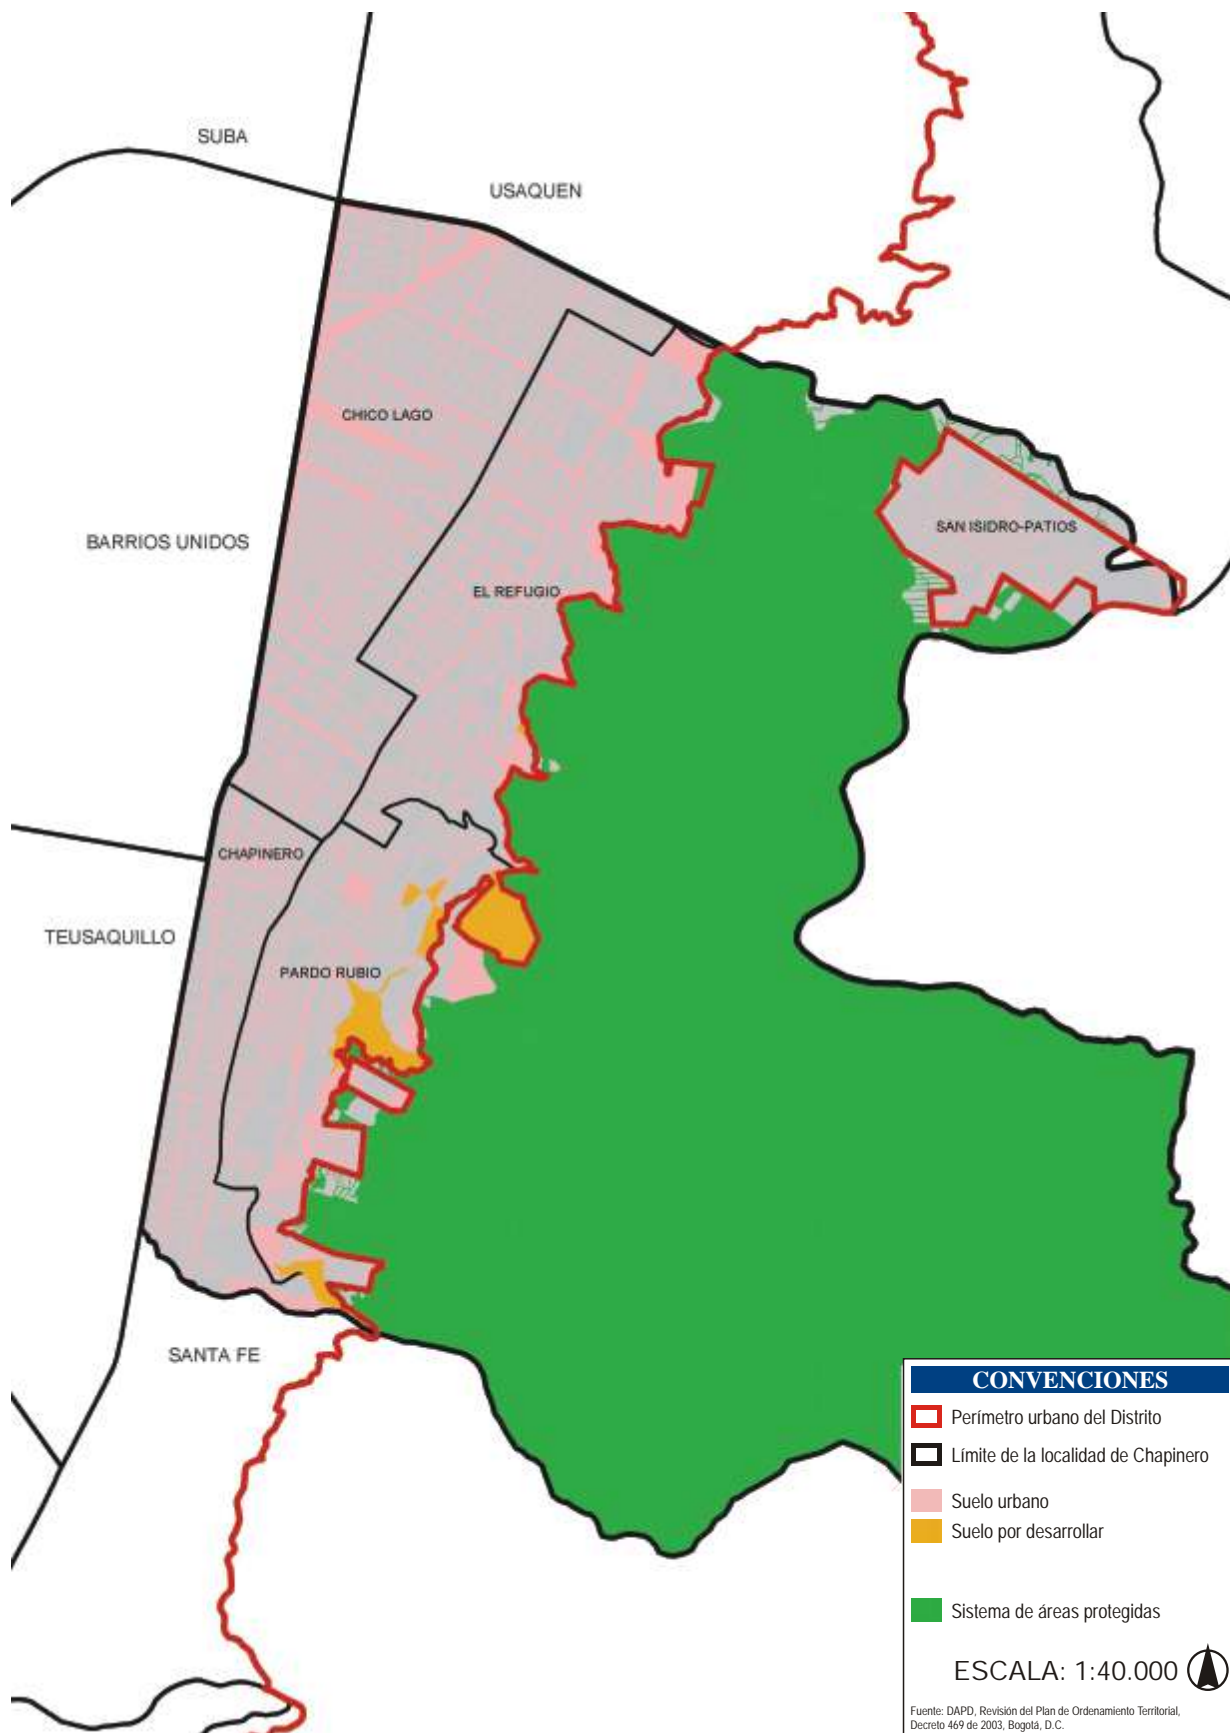 SUBA
USAQUEN
CHICO LAGO
BARRIOS UNIDOS
SAN ISIDRO-PATIOS
EL REFUGIO
CHAPINERO
TEUSAQUILLO
PARDO RUBIO
SANTA FE
CONVENCIONES
Perímetro urbano del Distrito
Límite de la localidad de Chapinero
Suelo urbano
Suelo por desarrollar
Sistema de áreas protegidas
ESCALA: 1:40.000
Fuente: DAPD, Revisión del Plan de Ordenamiento Territorial,
Decreto 469 de 2003, Bogotá, D.C.